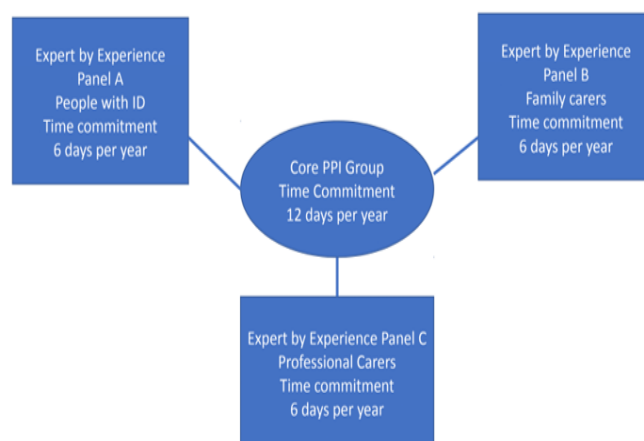 Expert by Experience
Panel A
People with ID
Time commitment
6 days per year
Expert by Experience
Panel B
Family carers
Time commitment
6 days per year
Core PPI Group
Time Commitment
12 days per year
Expert by Experience Panel C
Professional Carers
Time commitment
6 days per year